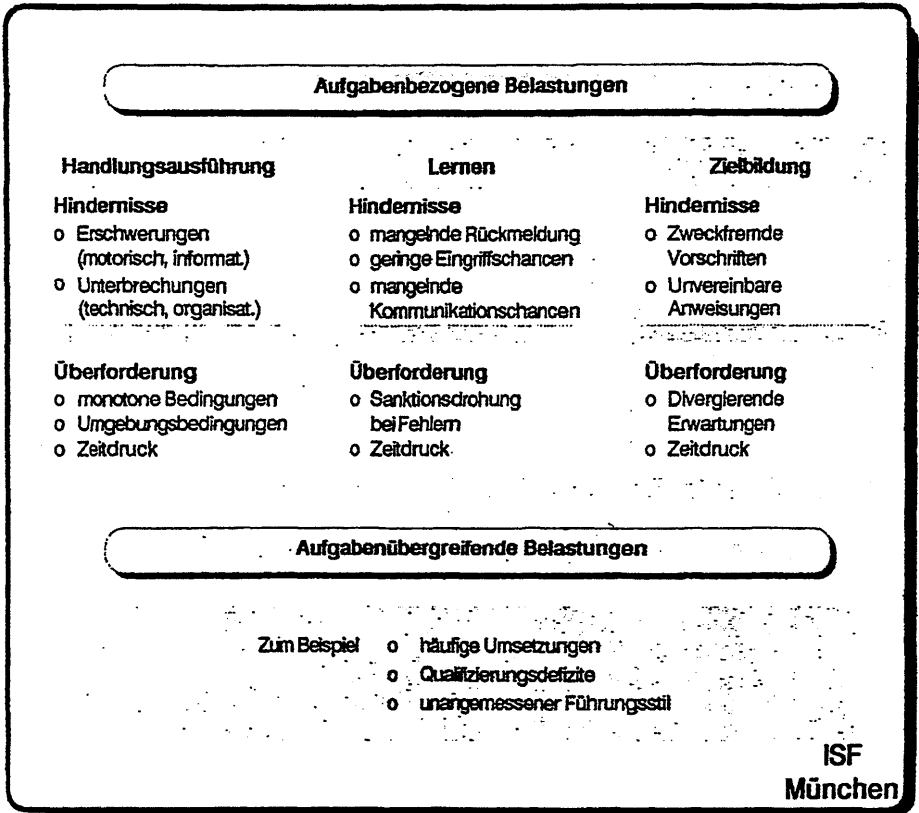 Aufgabenbezogene Belastungen
Handlungsausführung
Hindernisse
o Erschwerungen
(motorisch, informat.)
o Unterbrechungen
(technisch, organisat.)
Überforderung
o monotone Bedingungen
o Umgebungsbedingungen
o Zeitdruck
Lernen
Hindernisse
o mangelnde Rückmeldung
o geringe Eingriffschancen
o mangelnde
Kommunikationschancen
Überforderung
o Sanktionsdrohung
bei Fehlern
o Zeitdruck
Zielbildung
Hindernisse
o Zweckfremde
Vorschriften
o Unvereinbare
Anweisungen
Überforderung
o Divergierende
Erwartungen
o Zeitdruck
Aufgabenübergreifende Belastungen
Zum Beispiel o häufige Umsetzungen
o Qualifizierungsdefizite
o unangemessener Führungsstil
ISF
München